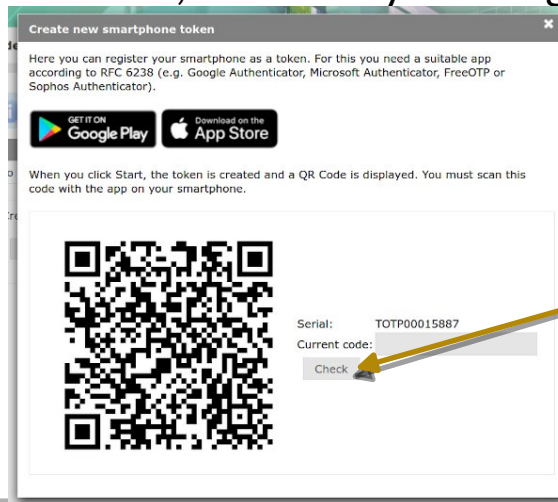 Create new smartphone token
Here you can register your smartphone as a token. For this you need a suitable app
according to RFC 6238 (e.g. Google Authenticator, Microsoft Authenticator, FreeOTP or
Sophos Authenticator).
GET IT ON
Google Play
Download on the
App Store
When you click Start, the token is created and a QR Code is displayed. You must scan this
code with the app on your smartphone.
Serial: TOTP00015887
Current code:
Check